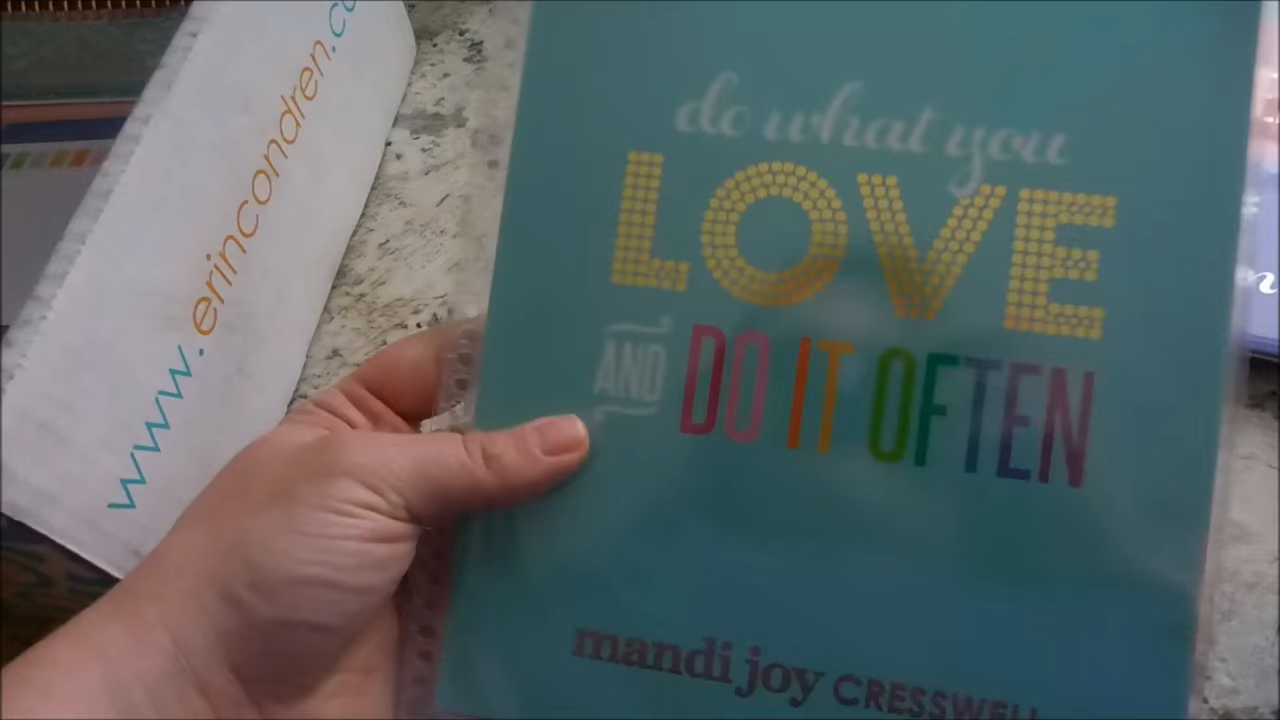 www.erincondren.co
do what you
LOVE
AND DO IT OFTEN
mandi joy CRESSWELL